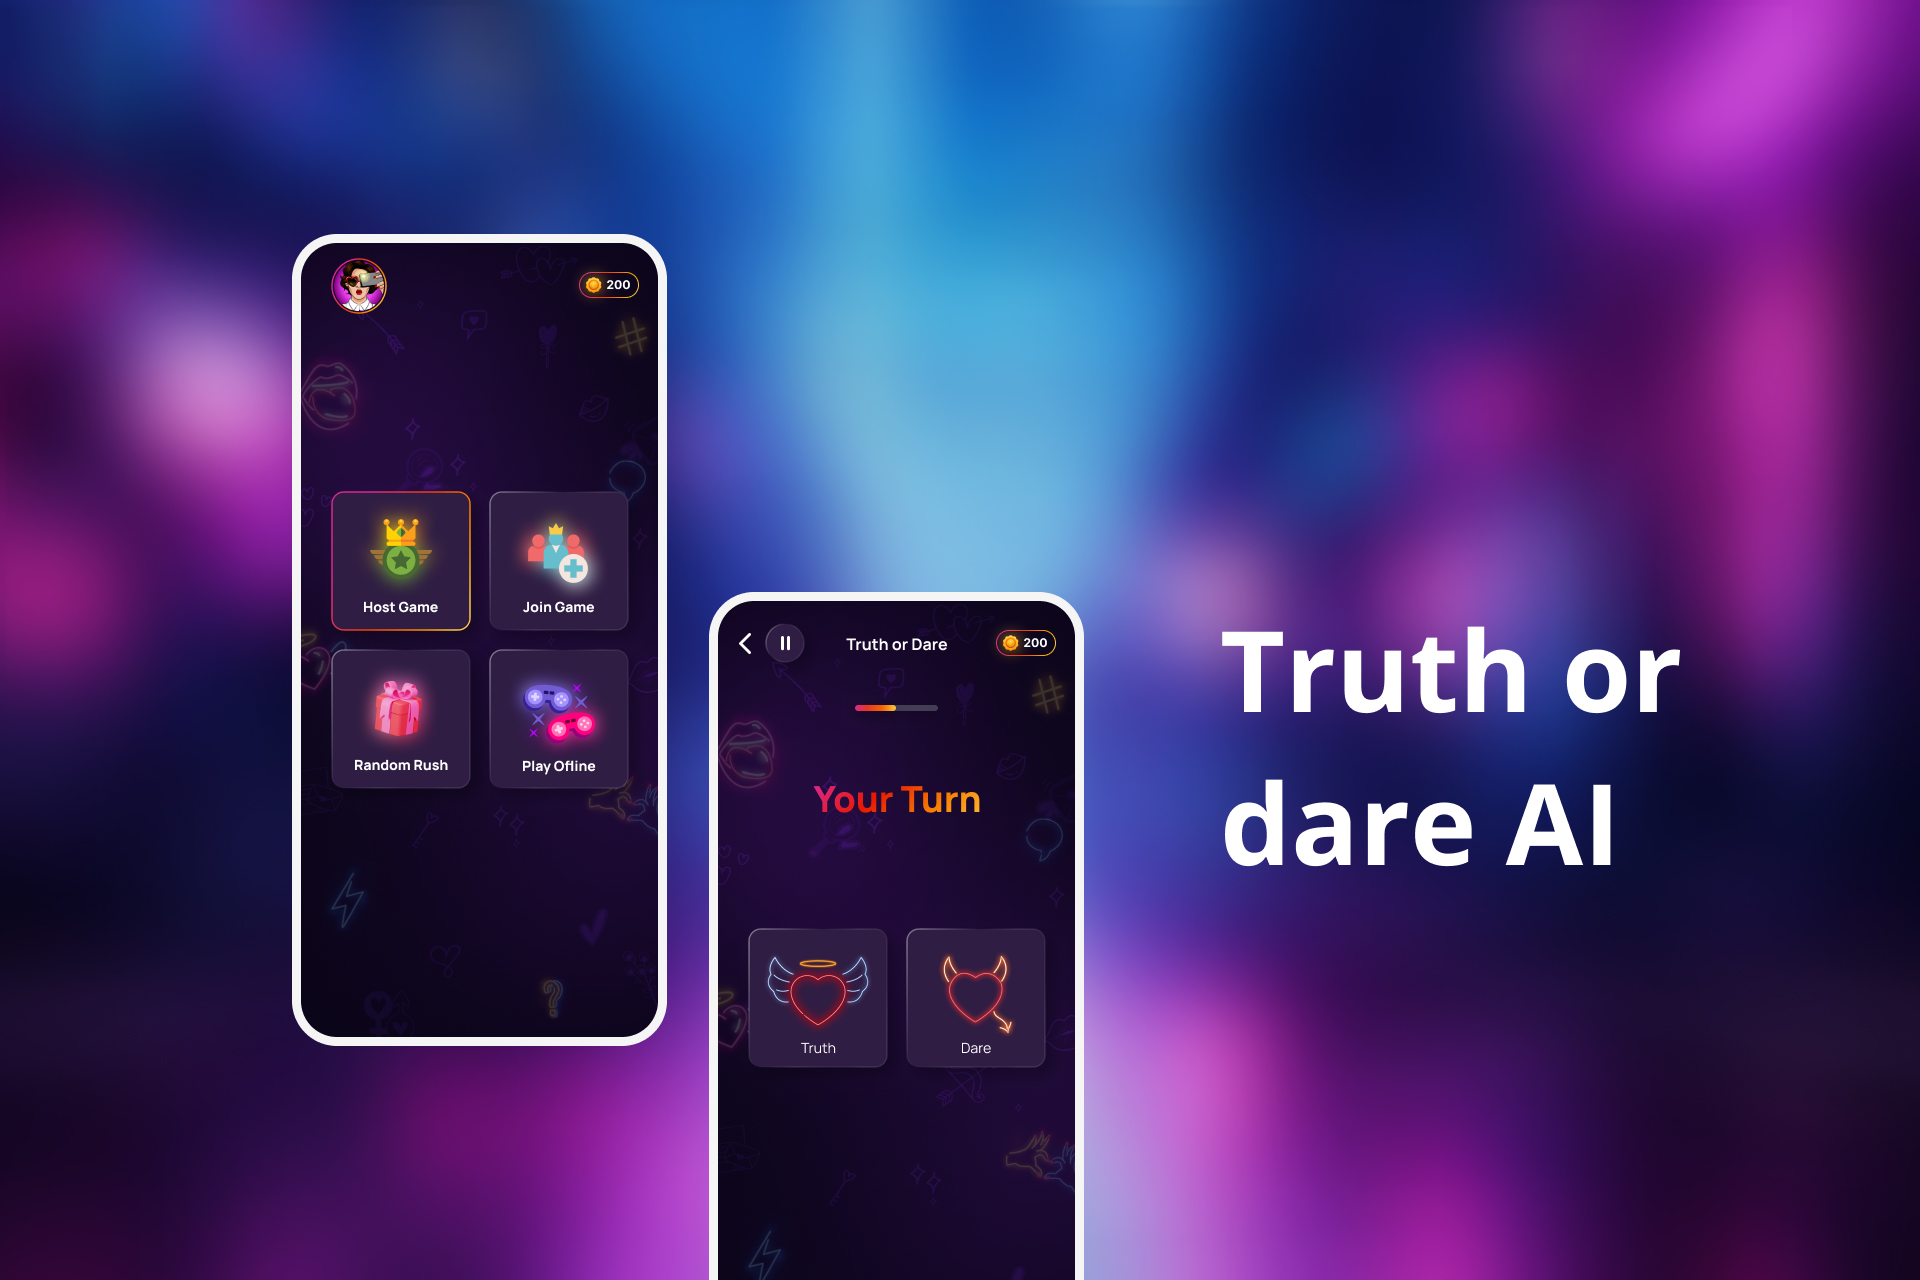 200
Host Game
Join Game
Random Rush
Play Ofline
Truth or Dare
200
Your Turn
Truth
Dare
Truth or
dare AI